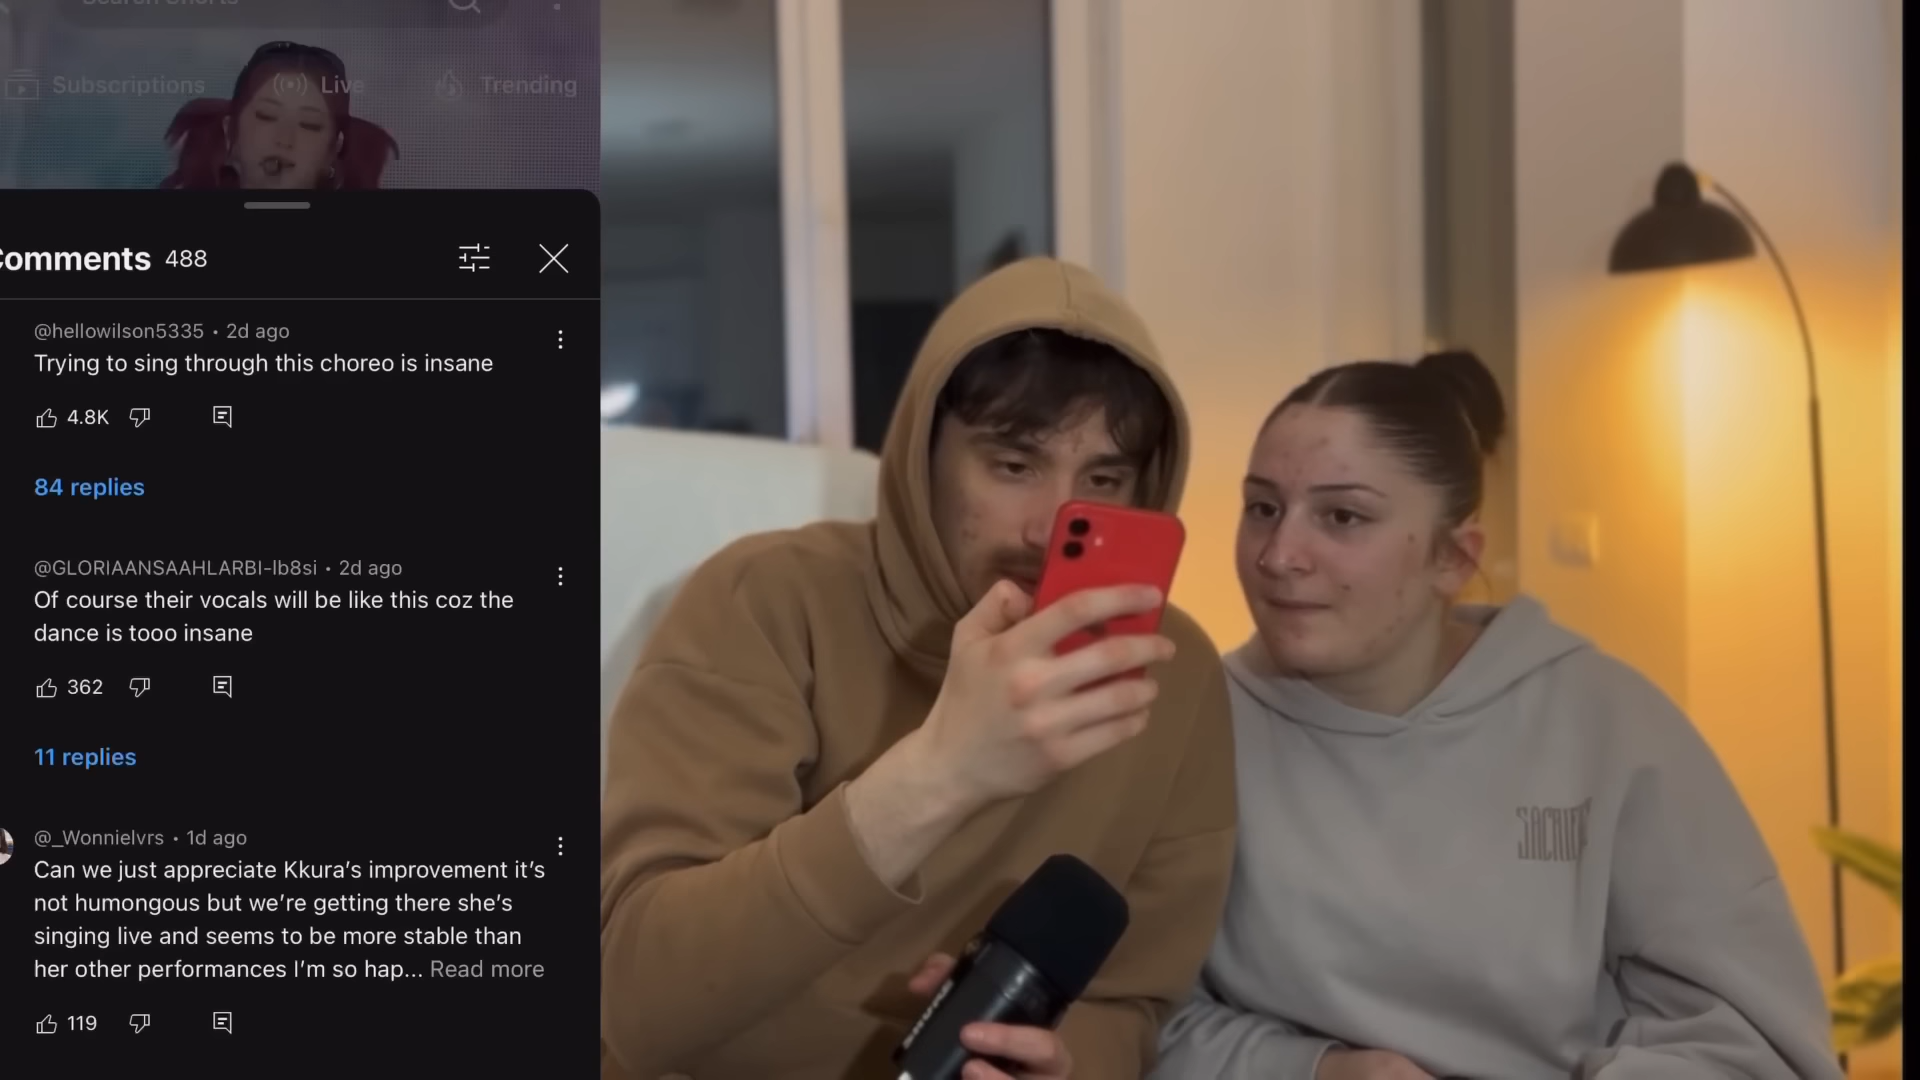 Search Shorts
Subscriptions
Live
Trending
Comments 488
@hellowilson5335 • 2d ago
Trying to sing through this choreo is insane
4.8K
84 replies
@GLORIAANSAAHLARBI-lb8si • 2d ago
Of course their vocals will be like this coz the
dance is tooo insane
362
11 replies
@_Wonnielvrs • 1d ago
Can we just appreciate Kkura’s improvement it’s
not humongous but we’re getting there she’s
singing live and seems to be more stable than
her other performances I’m so hap... Read more
119